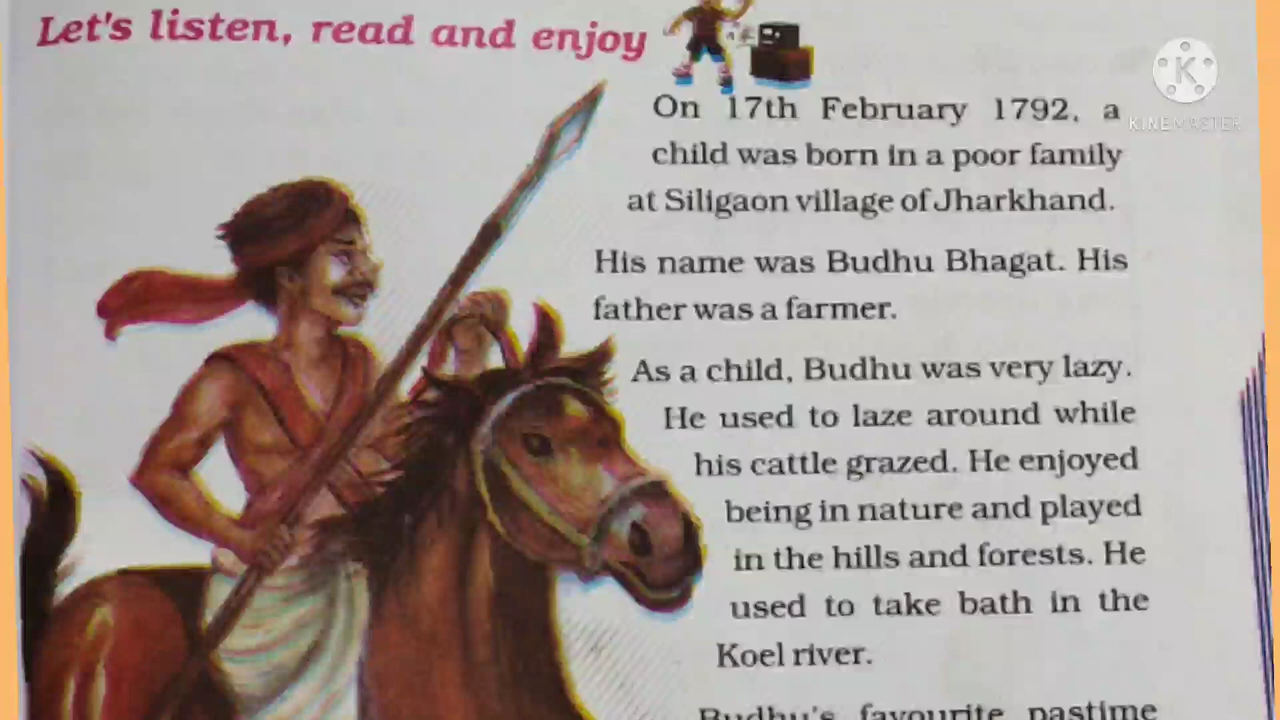 Let's listen, read and enjoy
On 17th February 1792, a
child was born in a poor family
at Siligaon village of Jharkhand.
His name was Budhu Bhagat. His
father was a farmer.
As a child, Budhu was very lazy.
He used to laze around while
his cattle grazed. He enjoyed
being in nature and played
in the hills and forests. He
used to take bath in the
Koel river.
Budhu's favourite pastime
K
KINEMASTER